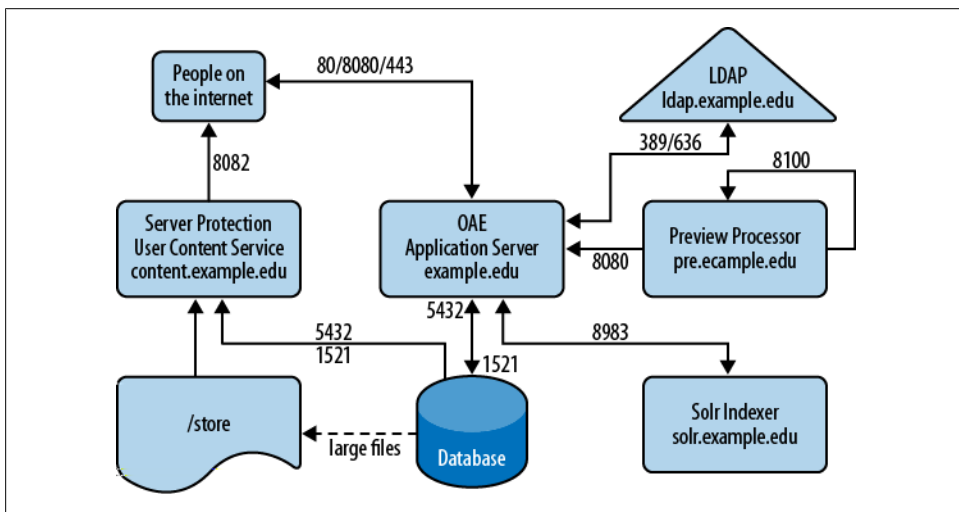 People on
the internet
80/8080/443
LDAP
ldap.example.edu
389/636
8100
8082
Server Protection
User Content Service
content.example.edu
OAE
Application Server
example.edu
8080
Preview Processor
pre.ecample.edu
5432
1521
5432
1521
8983
/store
large files
Database
Solr Indexer
solr.example.edu